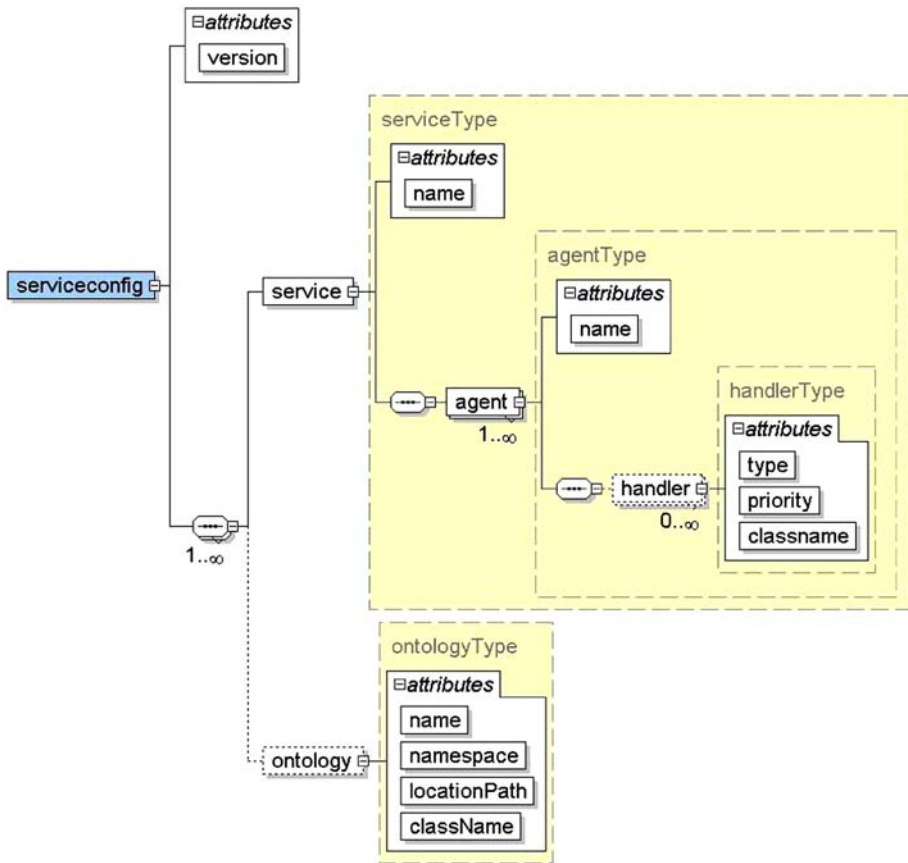 attributes
version
serviceType
attributes
name
agentType
attributes
name
serviceconfig
service
handlerType
attributes
type
priority
classname
agent
1..∞
handler
0..∞
1..∞
ontologyType
attributes
name
namespace
locationPath
className
ontology